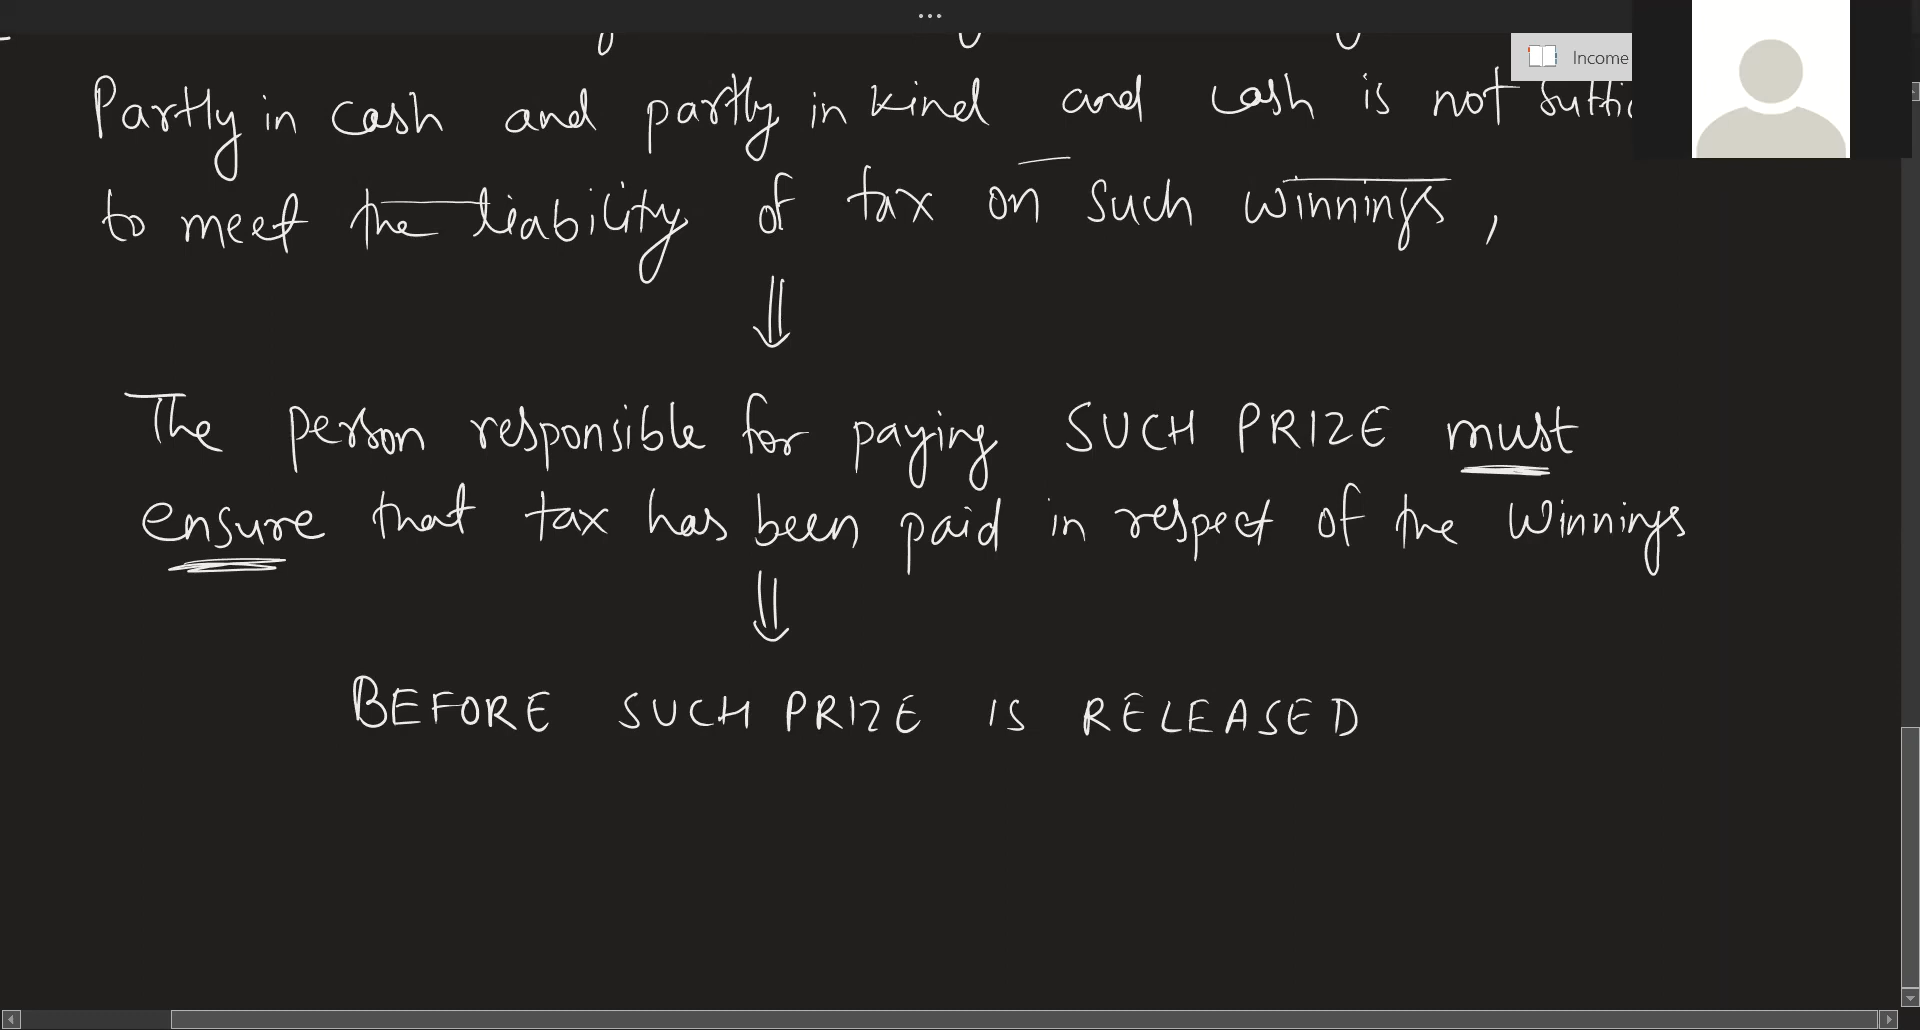 Income
Partly in cash and partly in kind and cash is not suffic
to meet the liability of tax on such winnings,
The person responsible for paying SUCH PRIZE must
ensure that tax has been paid in respect of the Winnings
BEFORE SUCH PRIZE IS RELEASED